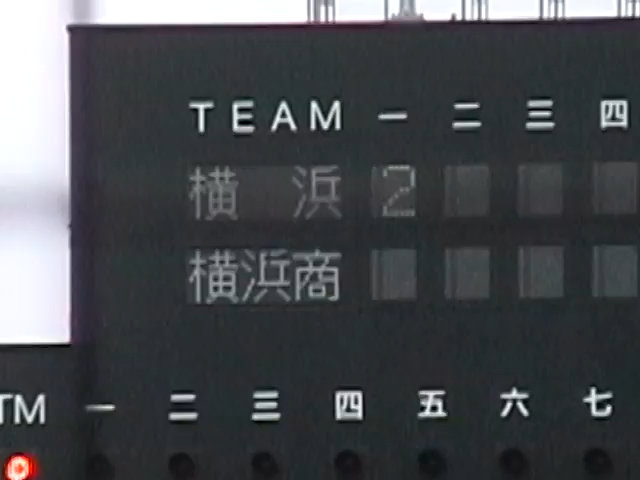 TEAM 一 二 三 四
横 浜 2
横浜商
TM 一 二 三 四 五 六 七